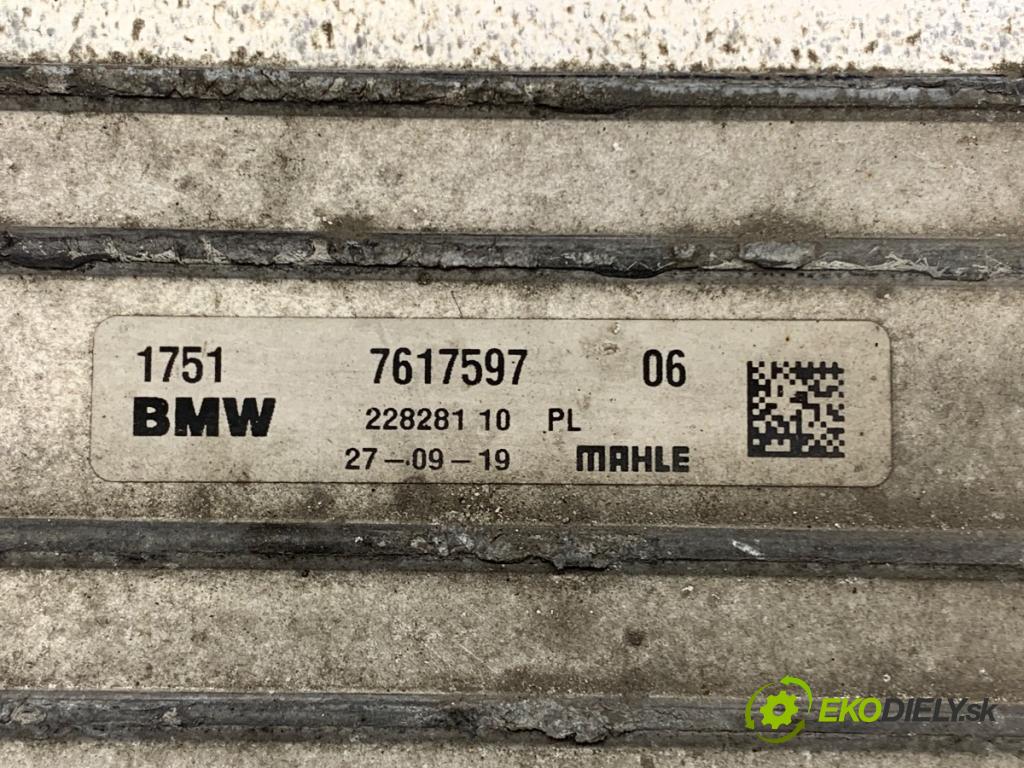 1751 7617597 06
BMW 228281 10 PL
27-09-19 MAHLE
EKODIELY.sk